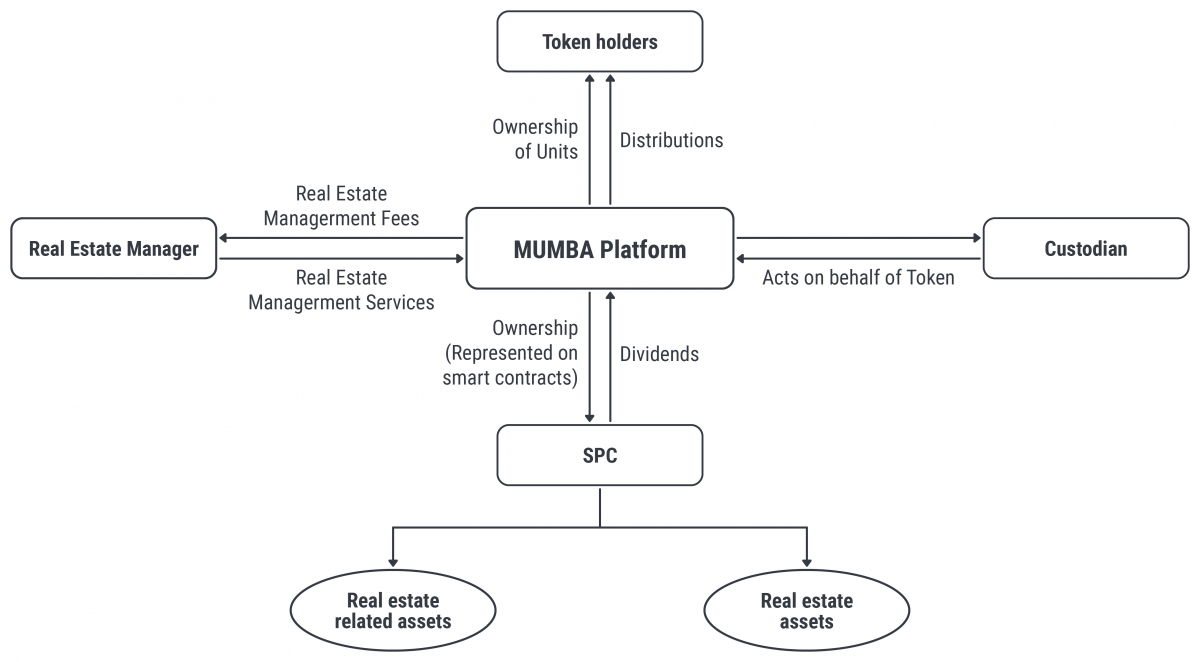 Token holders
Ownership
of Units
Distributions
Real Estate
Managerment Fees
Real Estate Manager
MUMBA Platform
Custodian
Real Estate
Managerment Services
Acts on behalf of Token
Ownership
(Represented on
smart contracts)
Dividends
SPC
Real estate
related assets
Real estate
assets